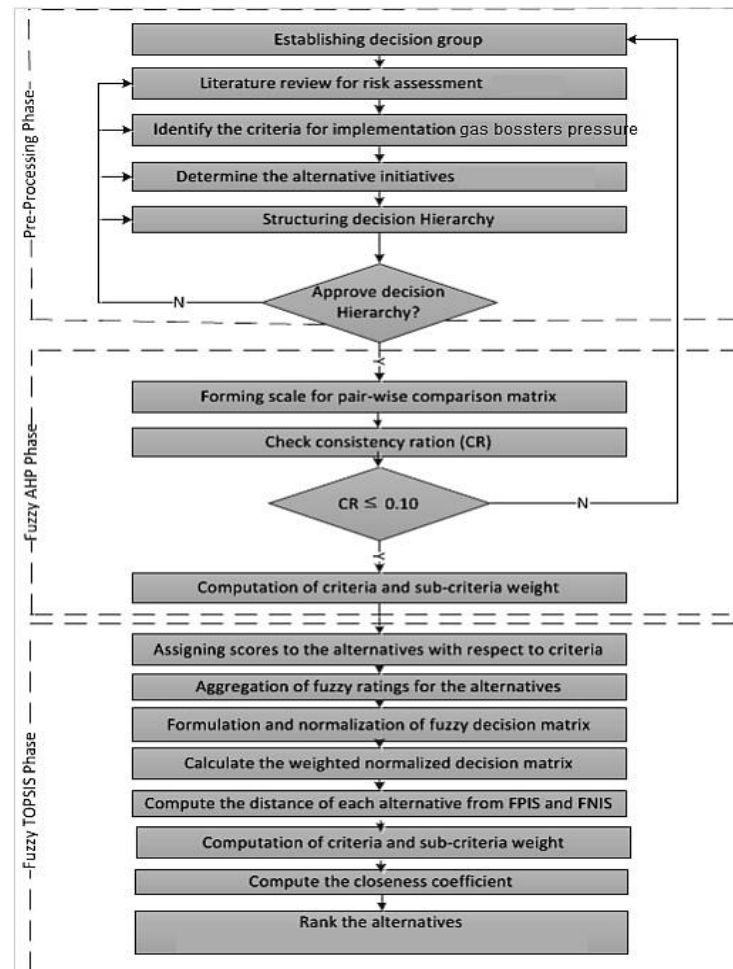 Pre-Processing Phase
Establishing decision group
Literature review for risk assessment
Identify the criteria for implementation gas bossters pressure
Determine the alternative initiatives
Structuring decision Hierarchy
Approve decision
Hierarchy?
N
Y
Fuzzy AHP Phase
Forming scale for pair-wise comparison matrix
Check consistency ration (CR)
CR ≤ 0.10
N
Y
Computation of criteria and sub-criteria weight
Fuzzy TOPSIS Phase
Assigning scores to the alternatives with respect to criteria
Aggregation of fuzzy ratings for the alternatives
Formulation and normalization of fuzzy decision matrix
Calculate the weighted normalized decision matrix
Compute the distance of each alternative from FPIS and FNIS
Computation of criteria and sub-criteria weight
Compute the closeness coefficient
Rank the alternatives